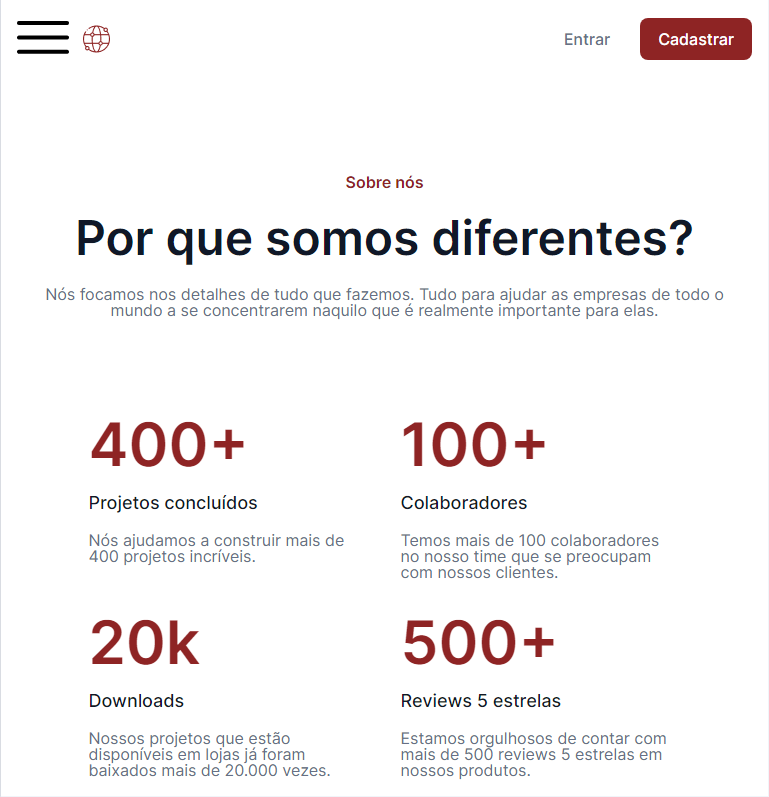 Entrar
Cadastrar
Sobre nós
Por que somos diferentes?
Nós focamos nos detalhes de tudo que fazemos. Tudo para ajudar as empresas de todo o
mundo a se concentrarem naquilo que é realmente importante para elas.
400+
Projetos concluídos
Nós ajudamos a construir mais de
400 projetos incríveis.
100+
Colaboradores
Temos mais de 100 colaboradores
no nosso time que se preocupam
com nossos clientes.
20k
Downloads
Nossos projetos que estão
disponíveis em lojas já foram
baixados mais de 20.000 vezes.
500+
Reviews 5 estrelas
Estamos orgulhosos de contar com
mais de 500 reviews 5 estrelas em
nossos produtos.